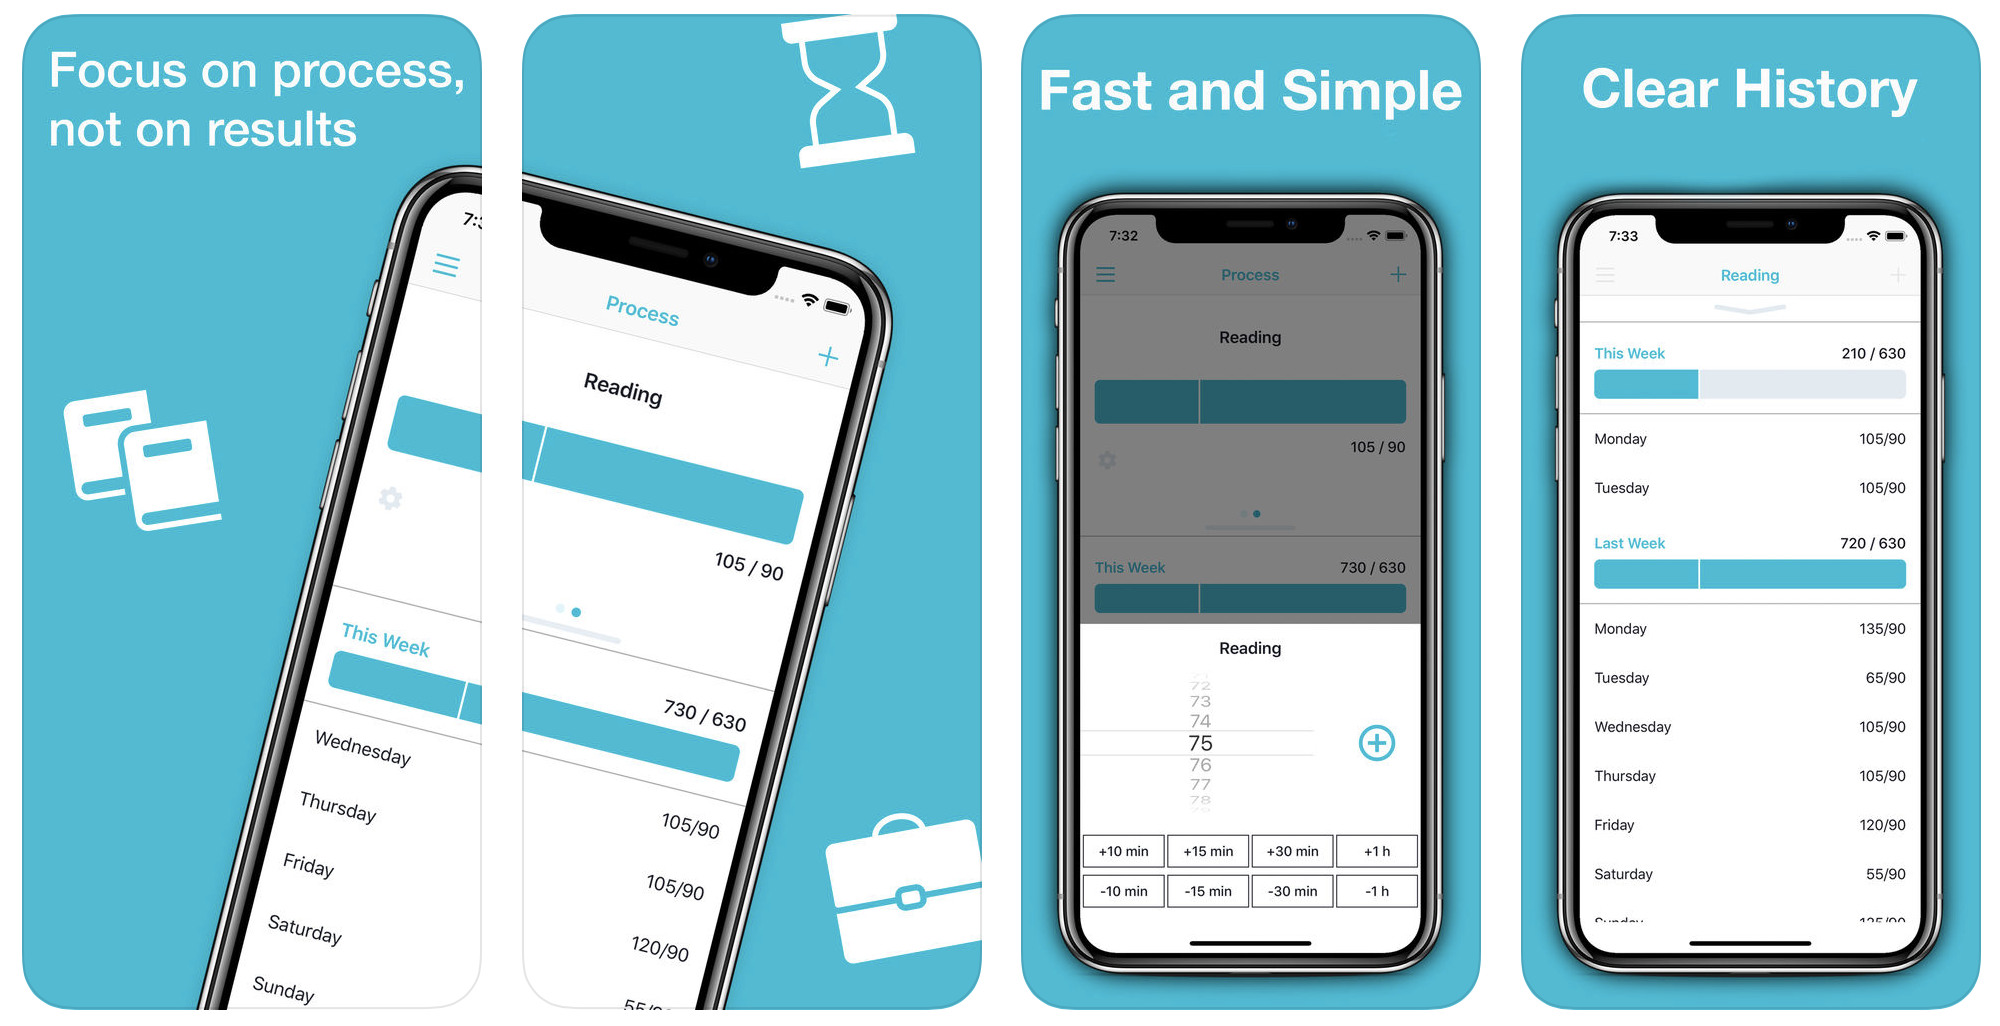 Focus on process,
not on results
7:3
This Week
Wednesday
Thursday
Friday
Saturday
Sunday
Process
Reading
105 / 90
730 / 630
105/90
105/90
120/90
Fast and Simple
7:32
Process
Reading
105 / 90
This Week 730 / 630
Reading
72
73
74
75
76
77
78
+10 min +15 min +30 min +1 h
-10 min -15 min -30 min -1 h
Clear History
7:33
Reading
This Week 210 / 630
Monday 105/90
Tuesday 105/90
Last Week 720 / 630
Monday 135/90
Tuesday 65/90
Wednesday 105/90
Thursday 105/90
Friday 120/90
Saturday 55/90